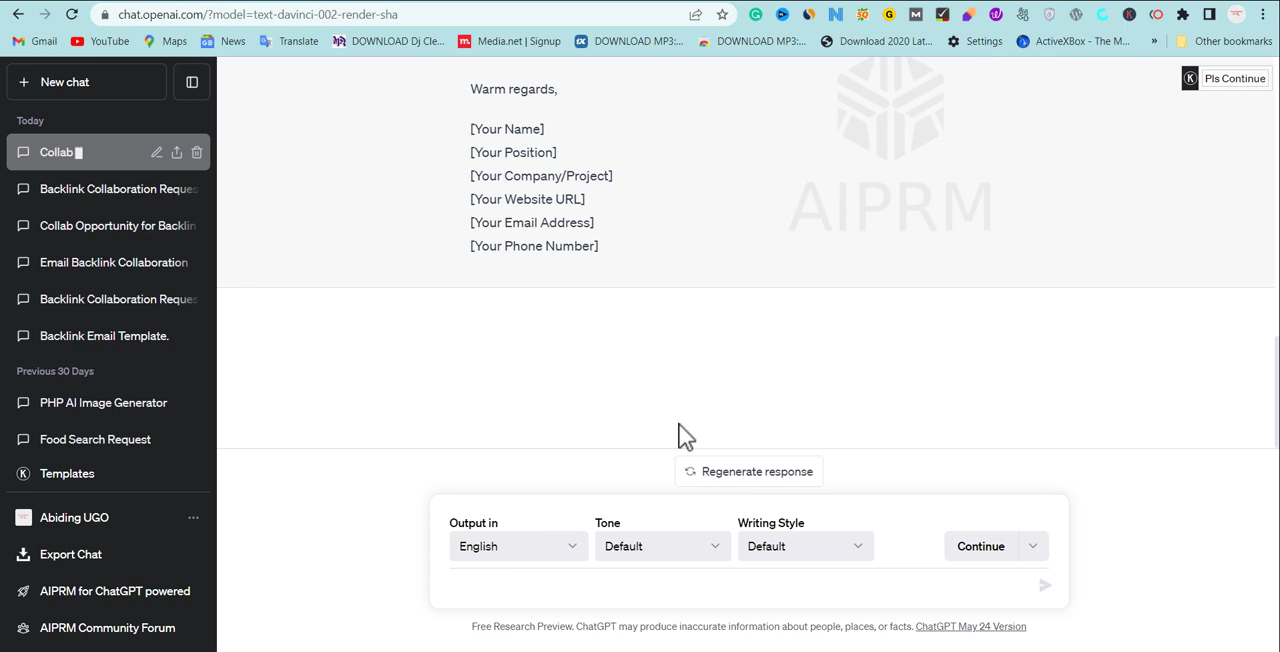 chat.openai.com/?model=text-davinci-002-render-sha
Gmail YouTube Maps News Translate DOWNLOAD Dj Cle... Media.net | Signup DOWNLOAD MP3:... DOWNLOAD MP3:... Download 2020 Lat... Settings ActiveXBox - The M... » Other bookmarks
New chat
Today
Collab
Backlink Collaboration Reques
Collab Opportunity for Backlin
Email Backlink Collaboration
Backlink Collaboration Reques
Backlink Email Template.
Previous 30 Days
PHP AI Image Generator
Food Search Request
Templates
Abiding UGO
Export Chat
AIPRM for ChatGPT powered
AIPRM Community Forum
Pls Continue
Warm regards,
[Your Name]
[Your Position]
[Your Company/Project]
[Your Website URL]
[Your Email Address]
[Your Phone Number]
AIPRM
Regenerate response
Output in Tone Writing Style
English Default Default Continue
Free Research Preview. ChatGPT may produce inaccurate information about people, places, or facts. ChatGPT May 24 Version